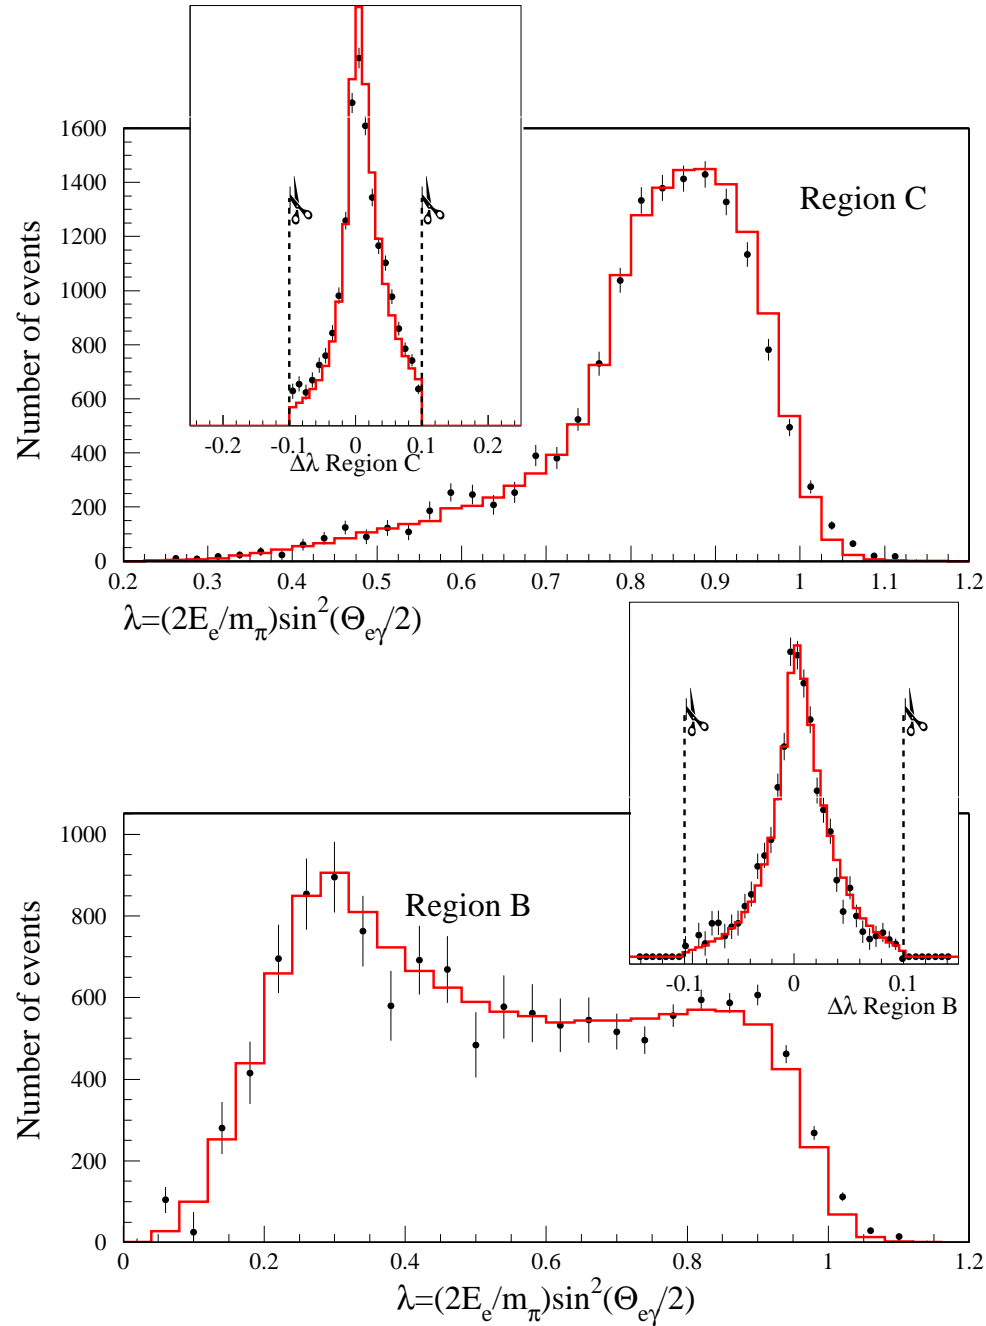 1600
1400
1200
1000
800
600
400
200
0
Number of events
Region C
-0.2 -0.1 0 0.1 0.2
Δλ Region C
0.2 0.3 0.4 0.5 0.6 0.7 0.8 0.9 1 1.1 1.2
λ=(2E_e/m_π)sin²(Θ_eγ/2)
1000
800
600
400
200
0
Number of events
Region B
-0.1 0 0.1
Δλ Region B
0 0.2 0.4 0.6 0.8 1 1.2
λ=(2E_e/m_π)sin²(Θ_eγ/2)